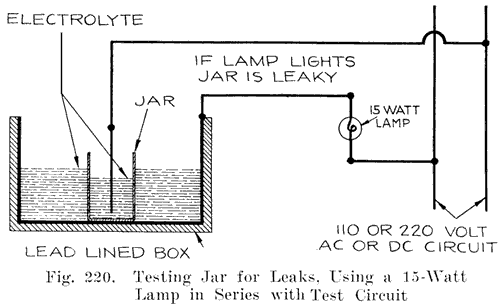 ELECTROLYTE
IF LAMP LIGHTS
JAR IS LEAKY
JAR
15 WATT
LAMP
110 OR 220 VOLT
AC OR DC CIRCUIT
LEAD LINED BOX
Fig. 220. Testing Jar for Leaks, Using a 15-Watt
Lamp in Series with Test Circuit